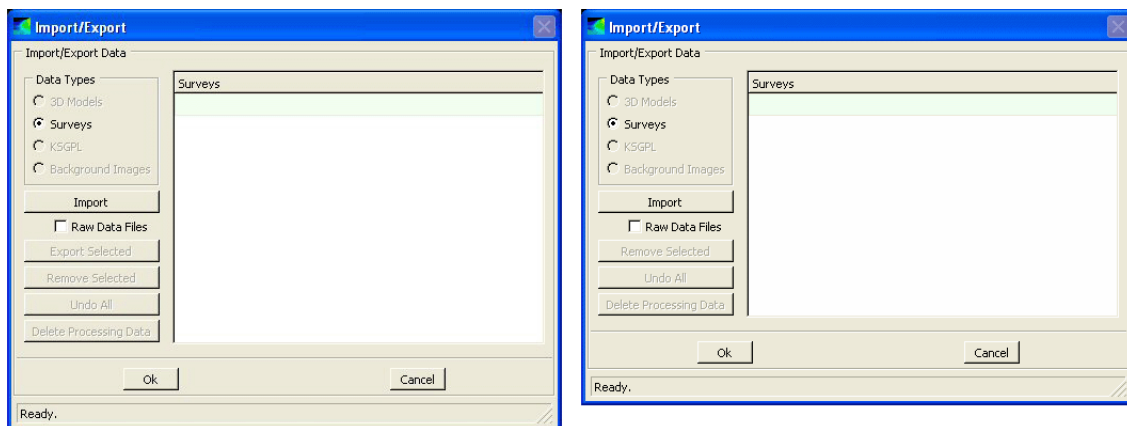 Import/Export
Import/Export Data
Data Types
3D Models
Surveys
KSGPL
Background Images
Import
Raw Data Files
Export Selected
Remove Selected
Undo All
Delete Processing Data
Surveys
Ok
Cancel
Ready.
Import/Export
Import/Export Data
Data Types
3D Models
Surveys
KSGPL
Background Images
Import
Raw Data Files
Remove Selected
Undo All
Delete Processing Data
Surveys
Ok
Cancel
Ready.